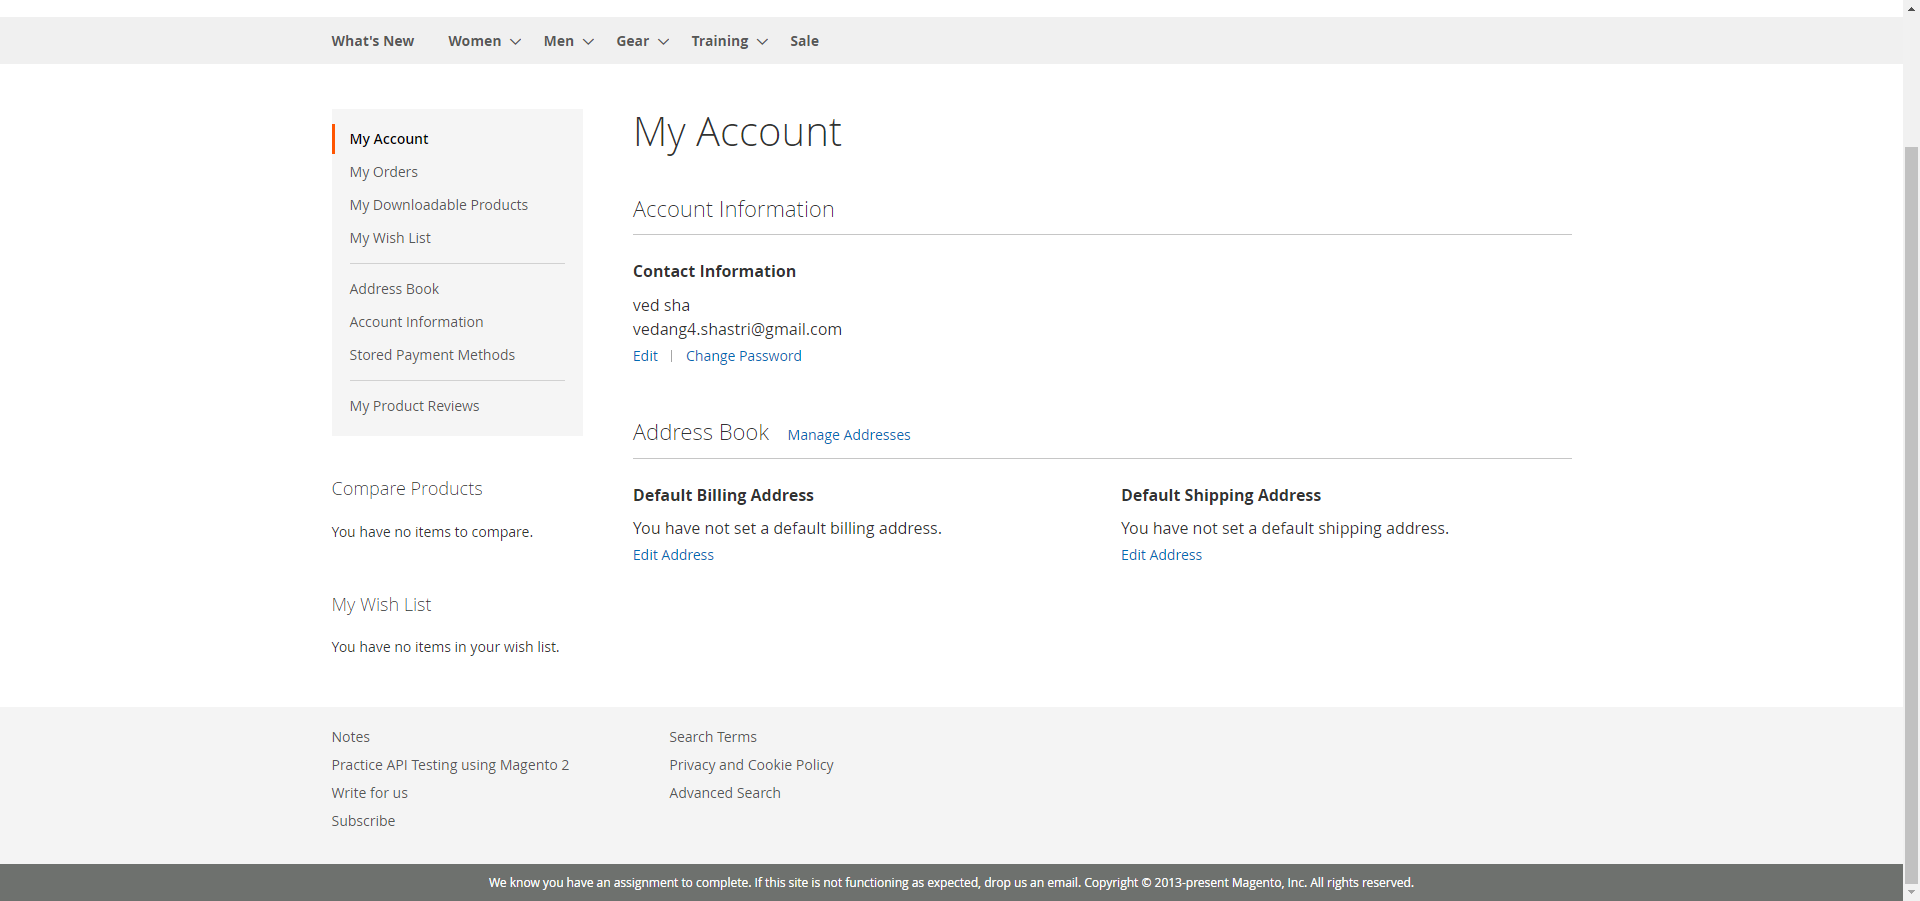 What's New Women Men Gear Training Sale
My Account
My Orders
My Downloadable Products
My Wish List
Address Book
Account Information
Stored Payment Methods
My Product Reviews
Compare Products
You have no items to compare.
My Wish List
You have no items in your wish list.
My Account
Account Information
Contact Information
ved sha
vedang4.shastri@gmail.com
Edit | Change Password
Address Book Manage Addresses
Default Billing Address
You have not set a default billing address.
Edit Address
Default Shipping Address
You have not set a default shipping address.
Edit Address
Notes
Practice API Testing using Magento 2
Write for us
Subscribe
Search Terms
Privacy and Cookie Policy
Advanced Search
We know you have an assignment to complete. If this site is not functioning as expected, drop us an email. Copyright © 2013-present Magento, Inc. All rights reserved.